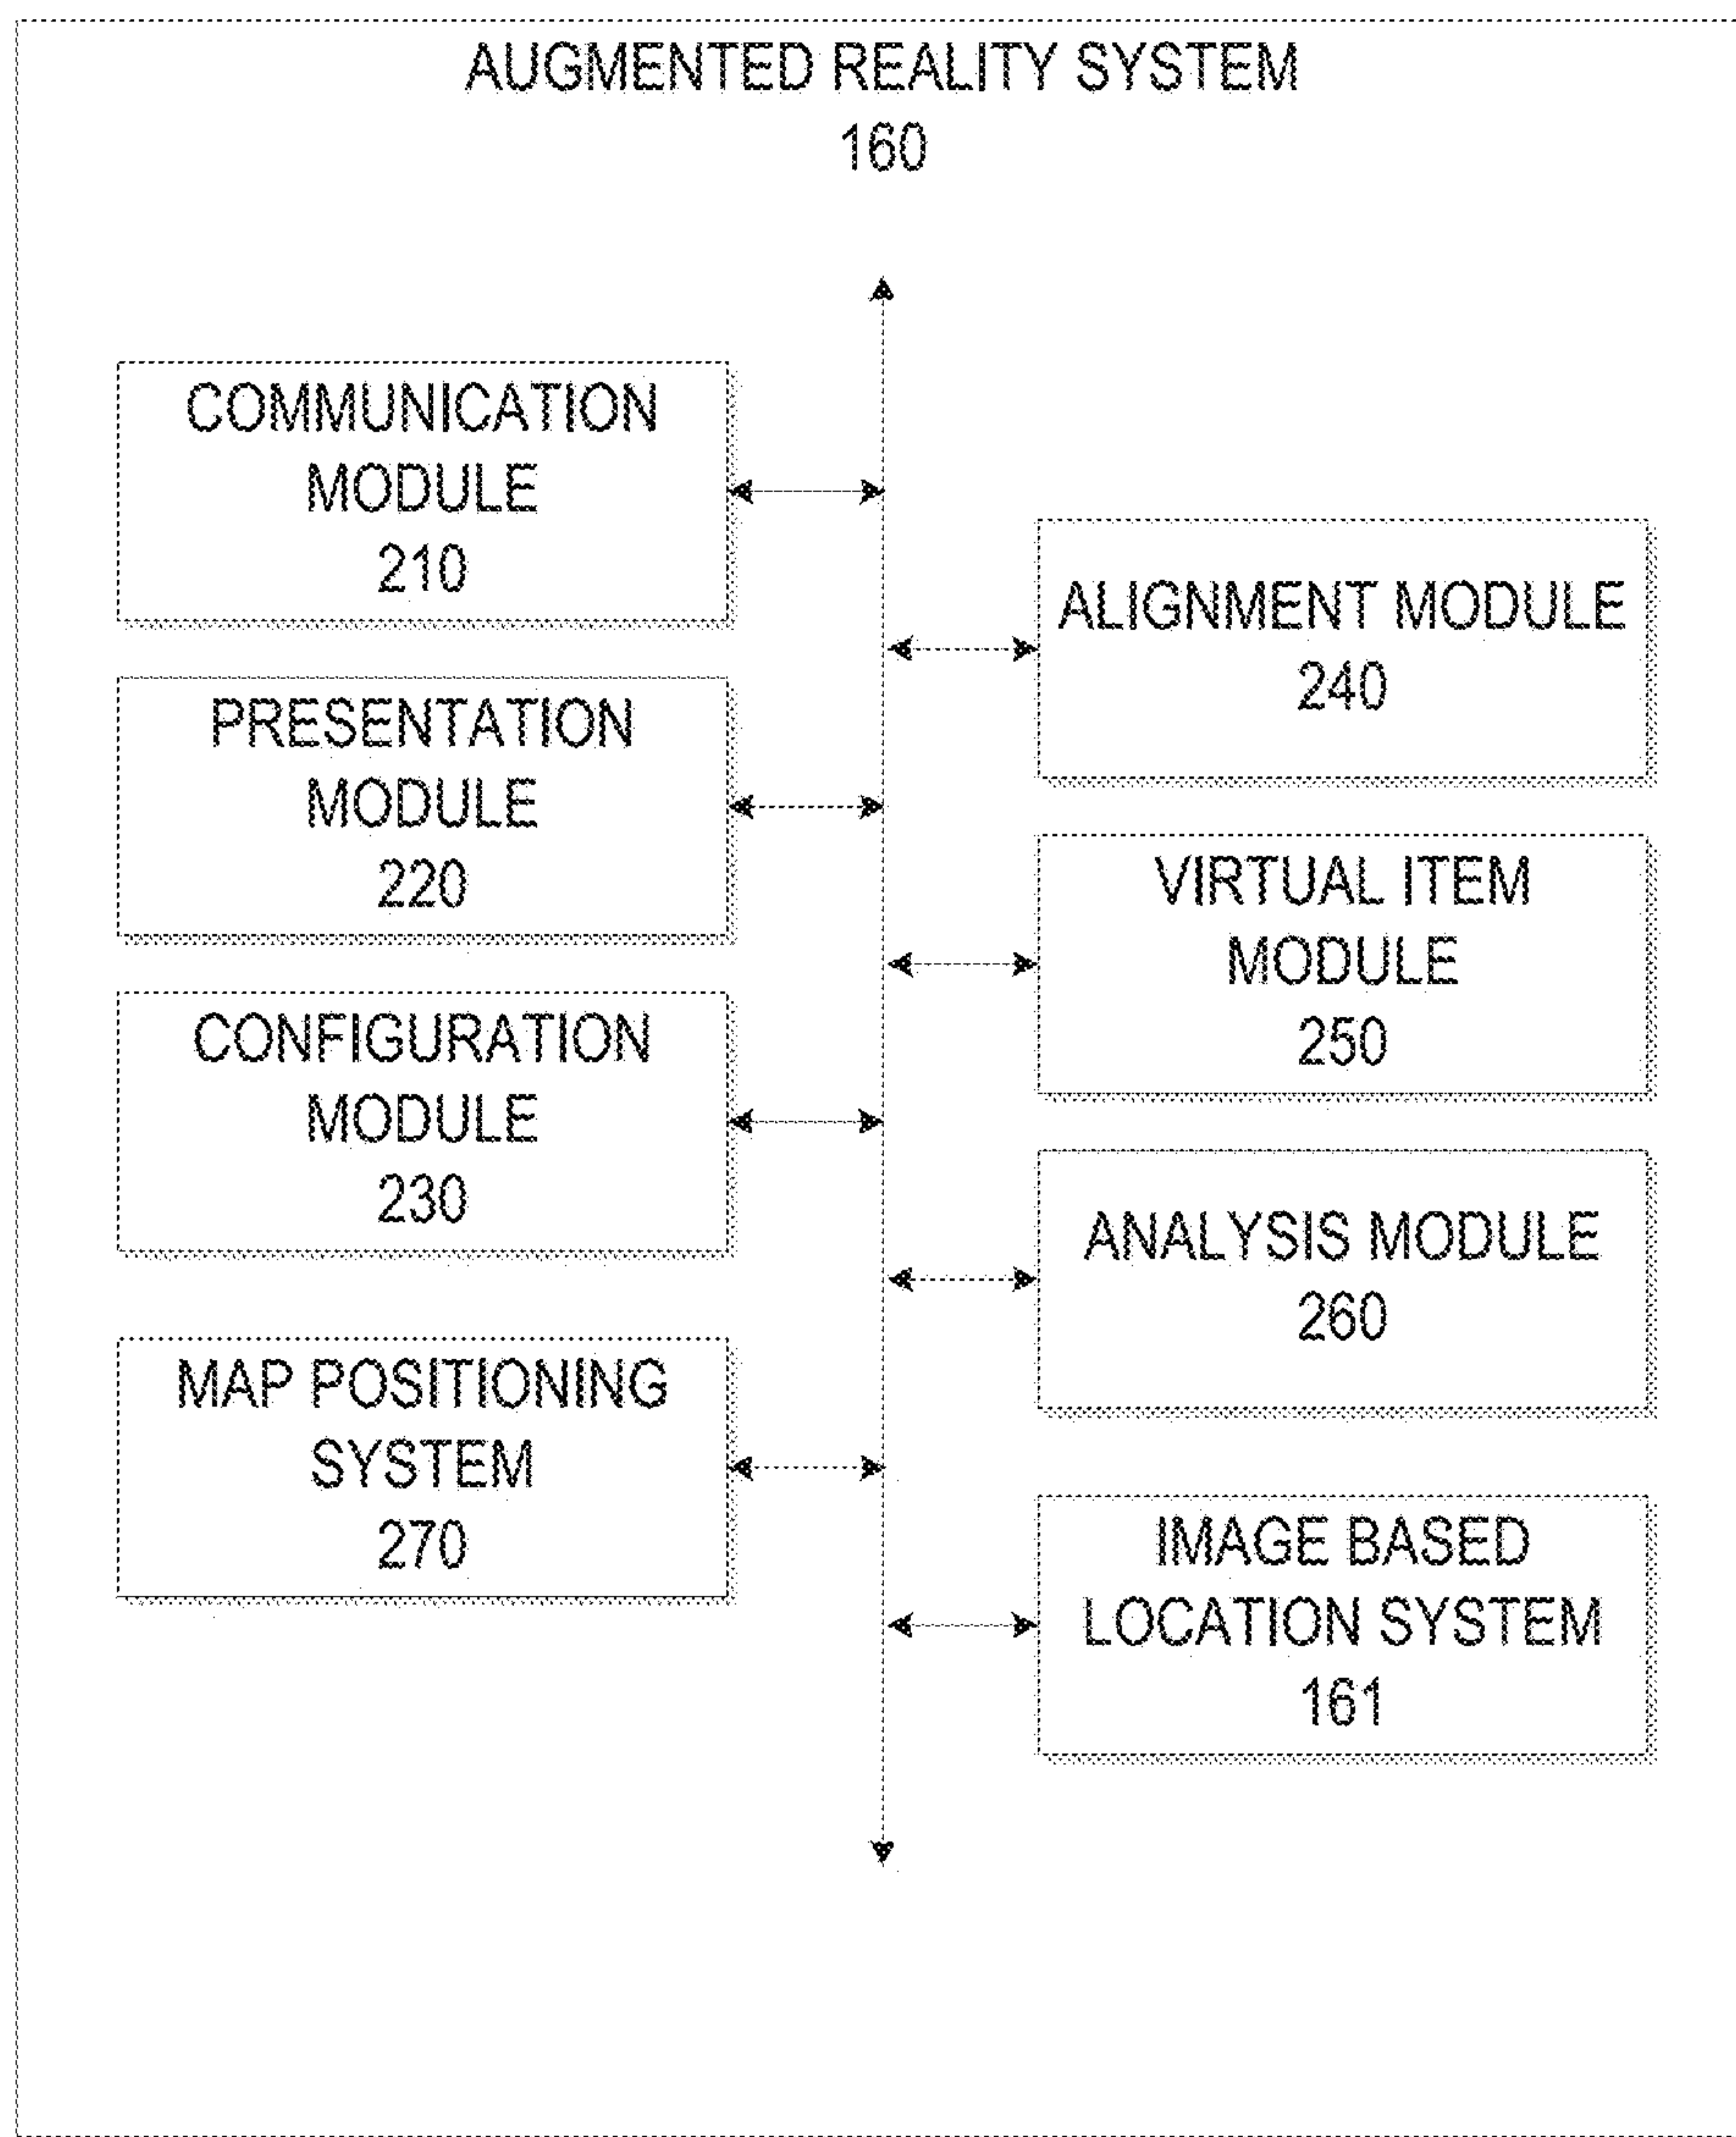 AUGMENTED REALITY SYSTEM
160
COMMUNICATION
MODULE
210
PRESENTATION
MODULE
220
CONFIGURATION
MODULE
230
MAP POSITIONING
SYSTEM
270
ALIGNMENT MODULE
240
VIRTUAL ITEM
MODULE
250
ANALYSIS MODULE
260
IMAGE BASED
LOCATION SYSTEM
161